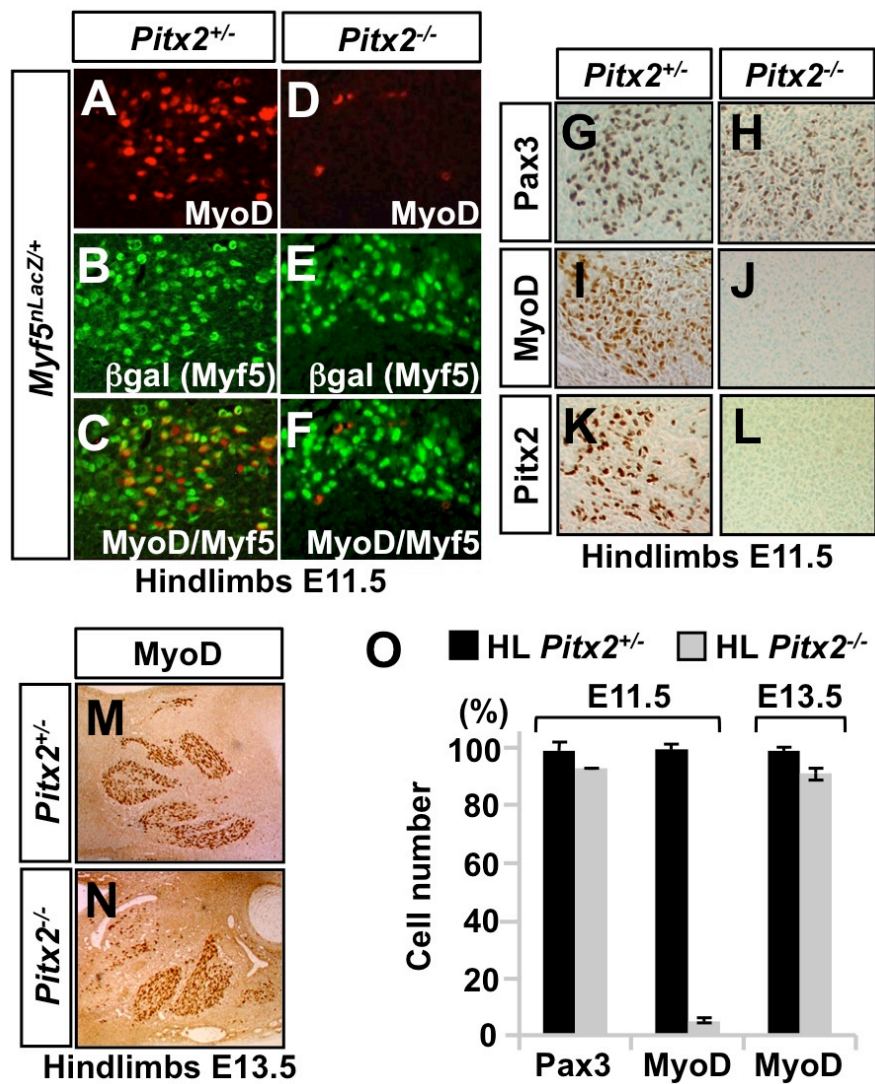 Pitx2+/-
Pitx2-/-
Myf5nLacZ/+
A
MyoD
D
MyoD
B
βgal (Myf5)
E
βgal (Myf5)
C
MyoD/Myf5
F
MyoD/Myf5
Hindlimbs E11.5
Pitx2+/-
Pitx2-/-
Pax3
G
H
MyoD
I
J
Pitx2
K
L
Hindlimbs E11.5
MyoD
Pitx2+/-
M
Pitx2-/-
N
Hindlimbs E13.5
O
HL Pitx2+/-
HL Pitx2-/-
(%)
E11.5
E13.5
Cell number
100
80
60
40
20
0
Pax3
MyoD
MyoD